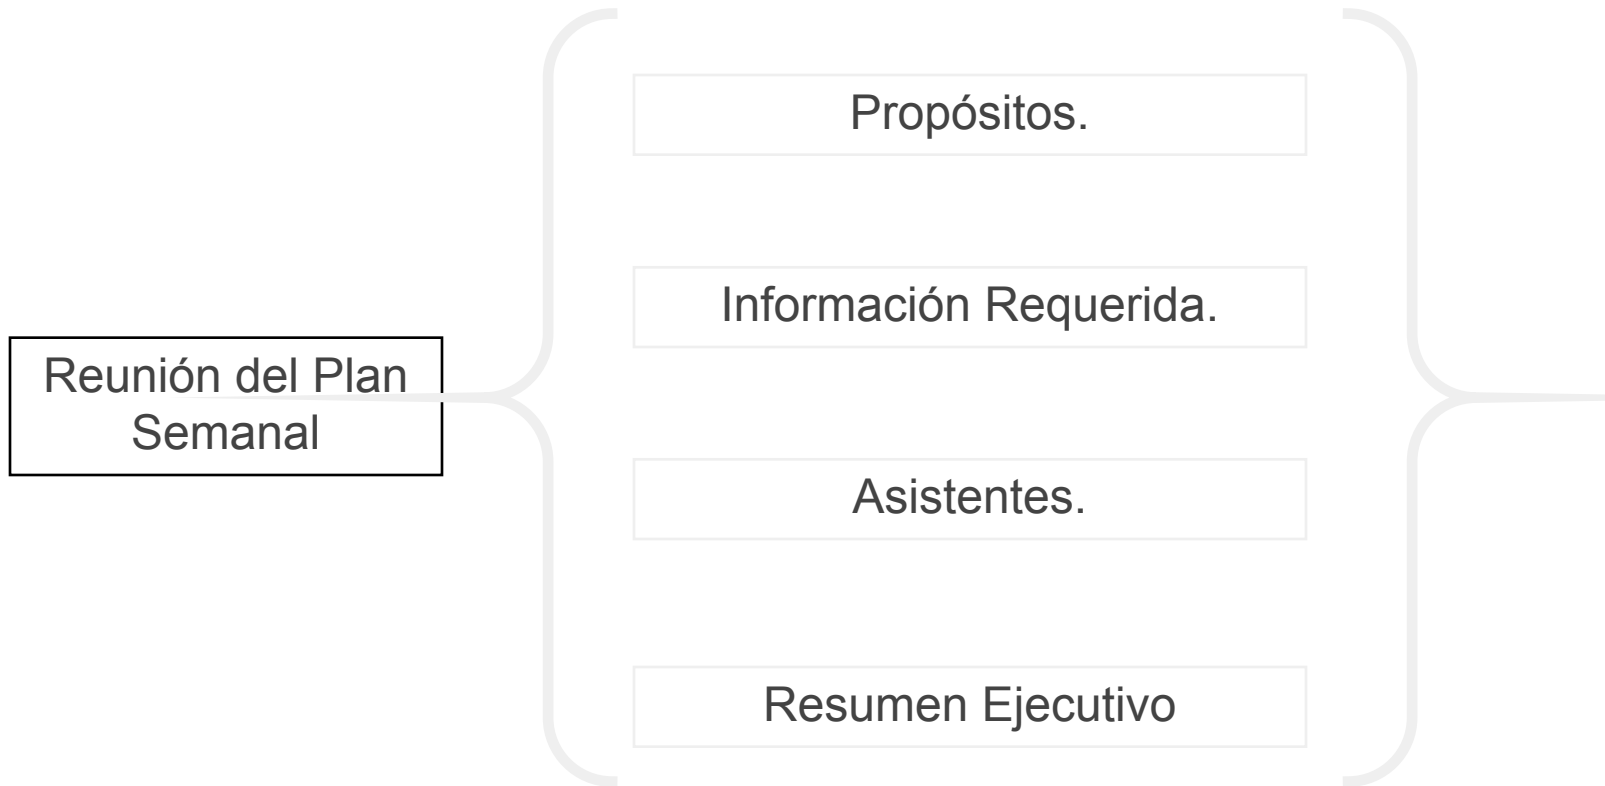 Propósitos.
Información Requerida.
Reunión del Plan
Semanal
Asistentes.
Resumen Ejecutivo